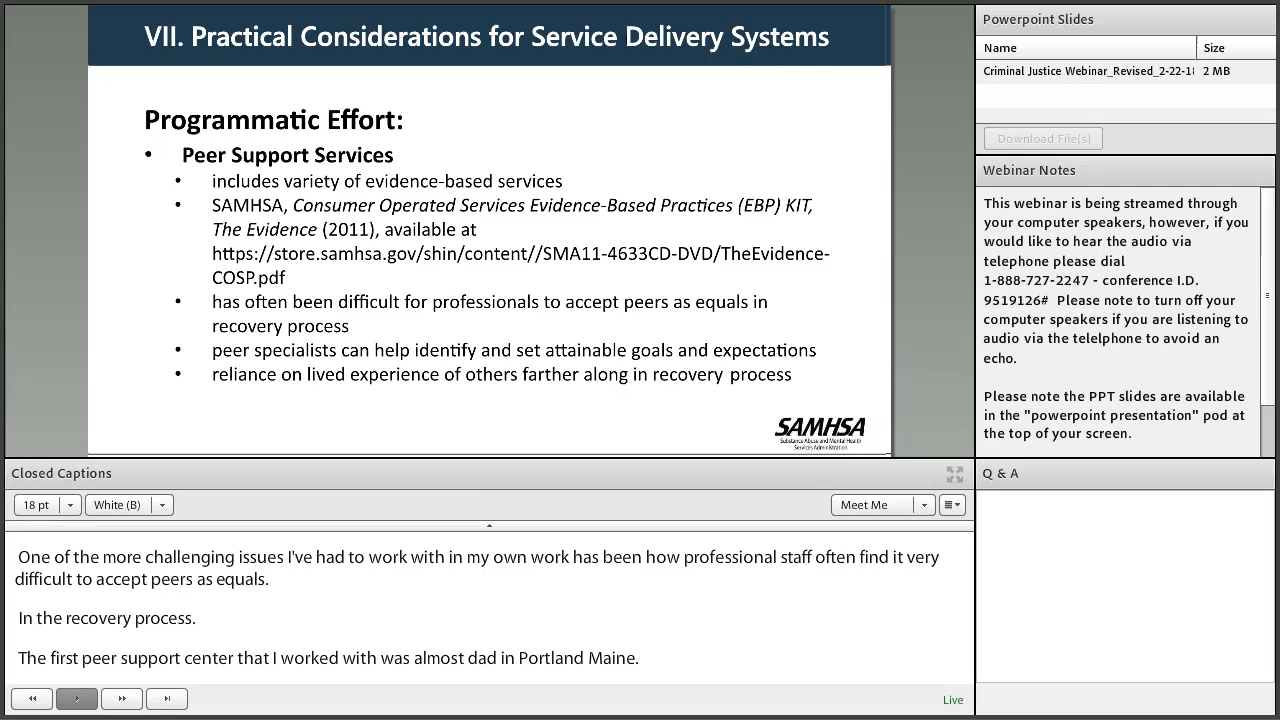 VII. Practical Considerations for Service Delivery Systems
Programmatic Effort:
• Peer Support Services
• includes variety of evidence-based services
• SAMHSA, Consumer Operated Services Evidence-Based Practices (EBP) KIT,
The Evidence (2011), available at
https://store.samhsa.gov/shin/content//SMA11-4633CD-DVD/TheEvidence-
COSP.pdf
• has often been difficult for professionals to accept peers as equals in
recovery process
• peer specialists can help identify and set attainable goals and expectations
• reliance on lived experience of others farther along in recovery process
SAMHSA
Substance Abuse and Mental Health
Services Administration
Powerpoint Slides
Name Size
Criminal Justice Webinar_Revised_2-22-18 2 MB
Download File(s)
Webinar Notes
This webinar is being streamed through
your computer speakers, however, if you
would like to hear the audio via
telephone please dial
1-888-727-2247 - conference I.D.
9519126# Please note to turn off your
computer speakers if you are listening to
audio via the telelphone to avoid an
echo.
Please note the PPT slides are available
in the "powerpoint presentation" pod at
the top of your screen.
Closed Captions
18 pt White (B) Meet Me
One of the more challenging issues I've had to work with in my own work has been how professional staff often find it very
difficult to accept peers as equals.
In the recovery process.
The first peer support center that I worked with was almost dad in Portland Maine.
Live
Q & A